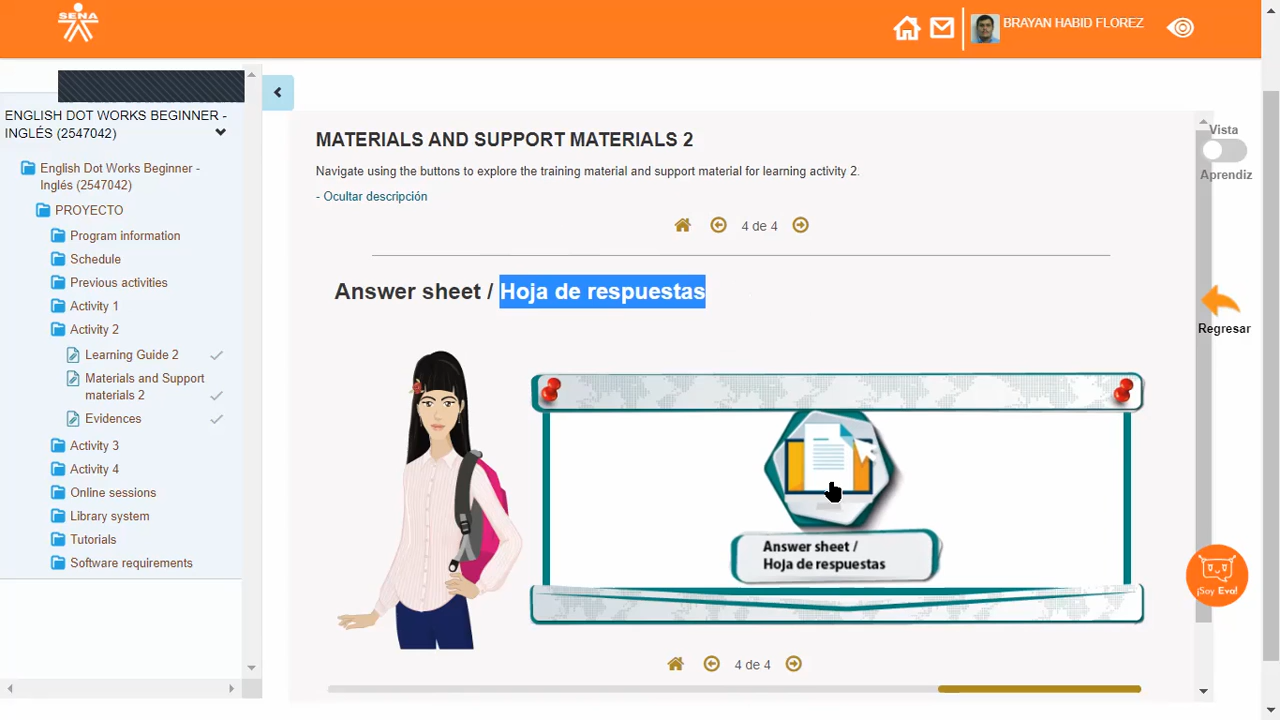 SENA
BRAYAN HABID FLOREZ
ENGLISH DOT WORKS BEGINNER -
INGLÉS (2547042)
English Dot Works Beginner -
Inglés (2547042)
PROYECTO
Program information
Schedule
Previous activities
Activity 1
Activity 2
Learning Guide 2
Materials and Support
materials 2
Evidences
Activity 3
Activity 4
Online sessions
Library system
Tutorials
Software requirements
MATERIALS AND SUPPORT MATERIALS 2
Navigate using the buttons to explore the training material and support material for learning activity 2.
- Ocultar descripción
4 de 4
Answer sheet / Hoja de respuestas
Answer sheet /
Hoja de respuestas
4 de 4
Vista
Aprendiz
Regresar
¡Soy Eva!